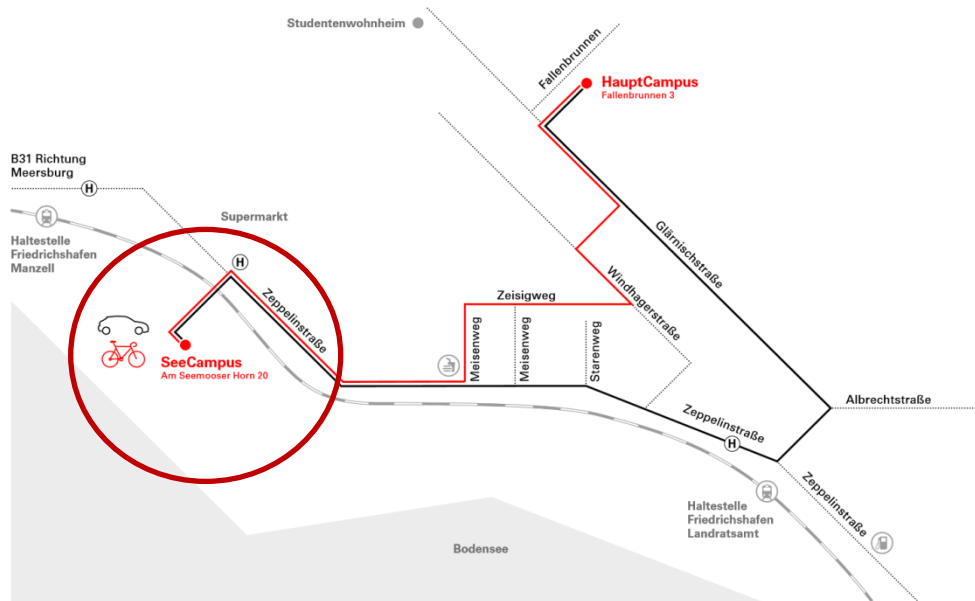 Studentenwohnheim
Fallenbrunnen
HauptCampus
Fallenbrunnen 3
B31 Richtung
Meersburg
H
Haltestelle
Friedrichshafen
Manzell
Supermarkt
H
Zeppelinstraße
SeeCampus
Am Seemooser Horn 20
Glärnischstraße
Windhagerstraße
Zeisigweg
Meisenweg
Meisenweg
Starenweg
Albrechtstraße
Zeppelinstraße
H
Zeppelinstraße
Haltestelle
Friedrichshafen
Landratsamt
Bodensee